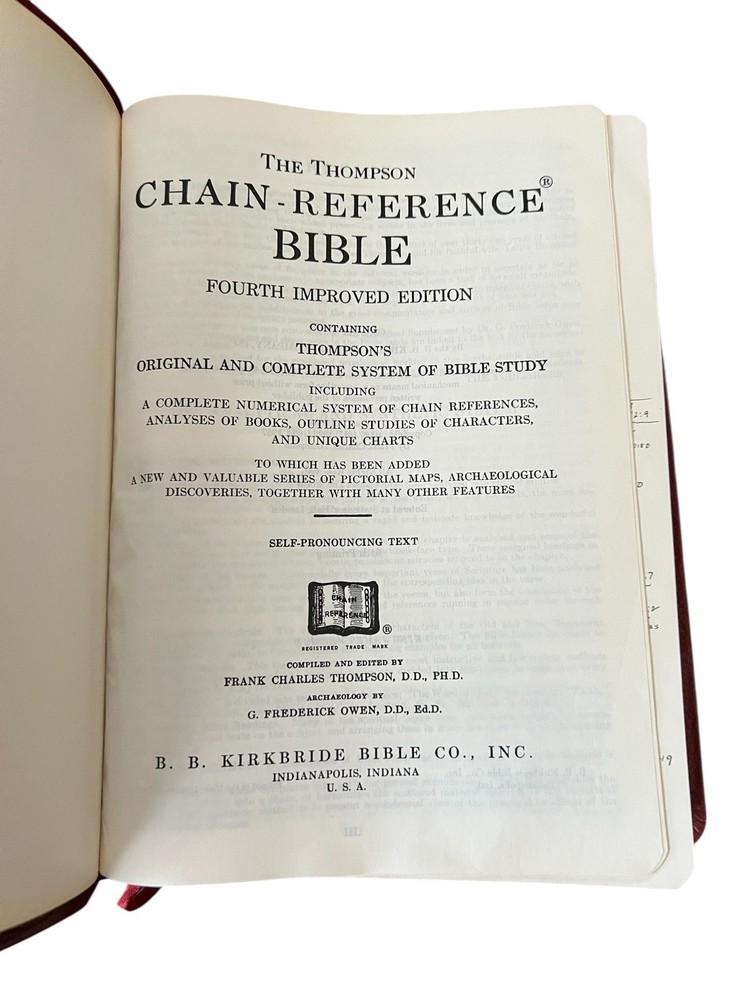 THE THOMPSON
CHAIN-REFERENCE®
BIBLE
FOURTH IMPROVED EDITION
CONTAINING
THOMPSON'S
ORIGINAL AND COMPLETE SYSTEM OF BIBLE STUDY
INCLUDING
A COMPLETE NUMERICAL SYSTEM OF CHAIN REFERENCES,
ANALYSES OF BOOKS, OUTLINE STUDIES OF CHARACTERS,
AND UNIQUE CHARTS
TO WHICH HAS BEEN ADDED
A NEW AND VALUABLE SERIES OF PICTORIAL MAPS, ARCHAEOLOGICAL
DISCOVERIES, TOGETHER WITH MANY OTHER FEATURES
SELF-PRONOUNCING TEXT
CHAIN
REFERENCE
®
REGISTERED TRADE MARK
COMPILED AND EDITED BY
FRANK CHARLES THOMPSON, D.D., PH.D.
ARCHAEOLOGY BY
G. FREDERICK OWEN, D.D., Ed.D.
B. B. KIRKBRIDE BIBLE CO., INC.
INDIANAPOLIS, INDIANA
U. S. A.